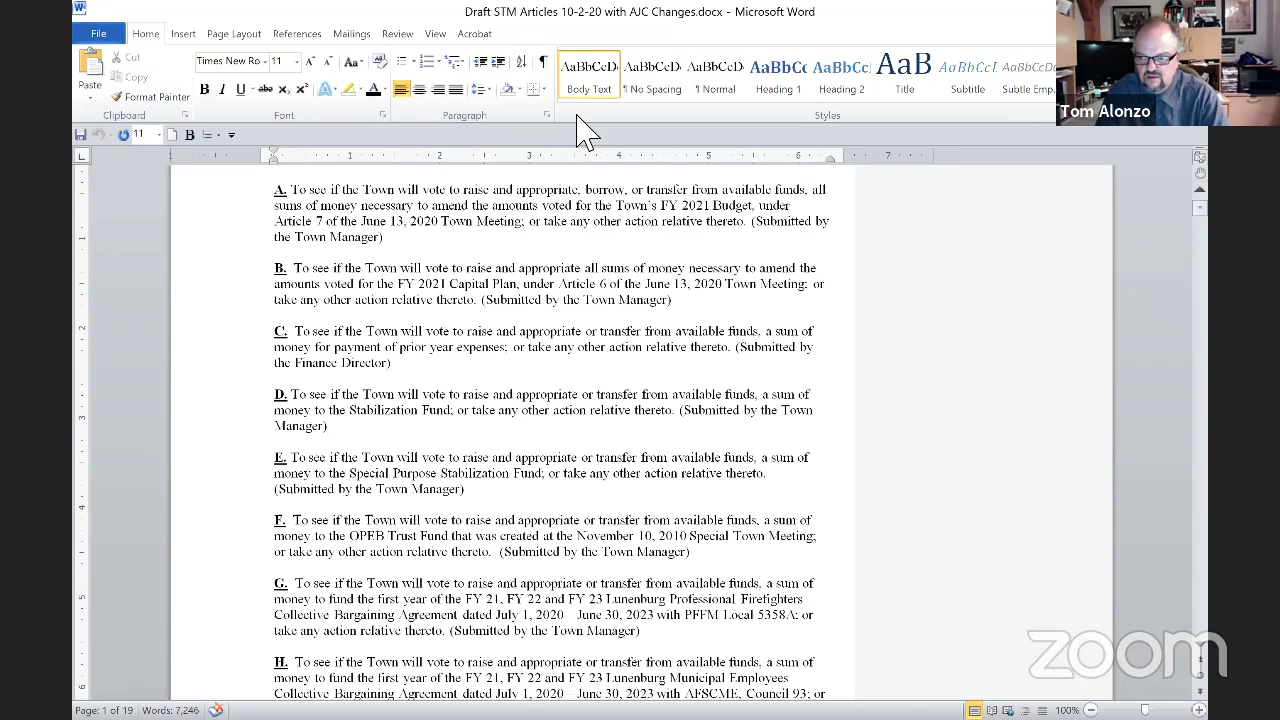 Draft STM Articles 10-2-20 with A/C Changes.docx - Microsoft Word
File Home Insert Page Layout References Mailings Review View Acrobat
Paste
Cut
Copy
Format Painter
Clipboard
Times New Ro 11
Font
Paragraph
AaBbCcDc Body Text
AaBbCcDc ¶ No Spacing
AaBbCcDc ¶ Normal
AaBbCc Heading 1
AaBbCc Heading 2
AaB Title
AaBbCcI Subtitle
AaBbCcDc Subtle Emp
Styles
Tom Alonzo
11
A. To see if the Town will vote to raise and appropriate, borrow, or transfer from available funds, all
sums of money necessary to amend the amounts voted for the Town's FY 2021 Budget, under
Article 7 of the June 13, 2020 Town Meeting; or take any other action relative thereto. (Submitted by
the Town Manager)
B. To see if the Town will vote to raise and appropriate all sums of money necessary to amend the
amounts voted for the FY 2021 Capital Plan, under Article 6 of the June 13, 2020 Town Meeting; or
take any other action relative thereto. (Submitted by the Town Manager)
C. To see if the Town will vote to raise and appropriate or transfer from available funds, a sum of
money for payment of prior year expenses; or take any other action relative thereto. (Submitted by
the Finance Director)
D. To see if the Town will vote to raise and appropriate or transfer from available funds, a sum of
money to the Stabilization Fund; or take any other action relative thereto. (Submitted by the Town
Manager)
E. To see if the Town will vote to raise and appropriate or transfer from available funds, a sum of
money to the Special Purpose Stabilization Fund; or take any other action relative thereto.
(Submitted by the Town Manager)
F. To see if the Town will vote to raise and appropriate or transfer from available funds, a sum of
money to the OPEB Trust Fund that was created at the November 10, 2010 Special Town Meeting;
or take any other action relative thereto. (Submitted by the Town Manager)
G. To see if the Town will vote to raise and appropriate or transfer from available funds, a sum of
money to fund the first year of the FY 21, FY 22 and FY 23 Lunenburg Professional Firefighters
Collective Bargaining Agreement dated July 1, 2020 – June 30, 2023 with PFFM Local 5358A; or
take any action relative thereto. (Submitted by the Town Manager)
H. To see if the Town will vote to raise and appropriate or transfer from available funds, a sum of
money to fund the first year of the FY 21, FY 22 and FY 23 Lunenburg Municipal Employees
Collective Bargaining Agreement dated July 1, 2020 – June 30, 2023 with AFSCME, Council 93; or
zoom
Page: 1 of 19 Words: 7,246
100%